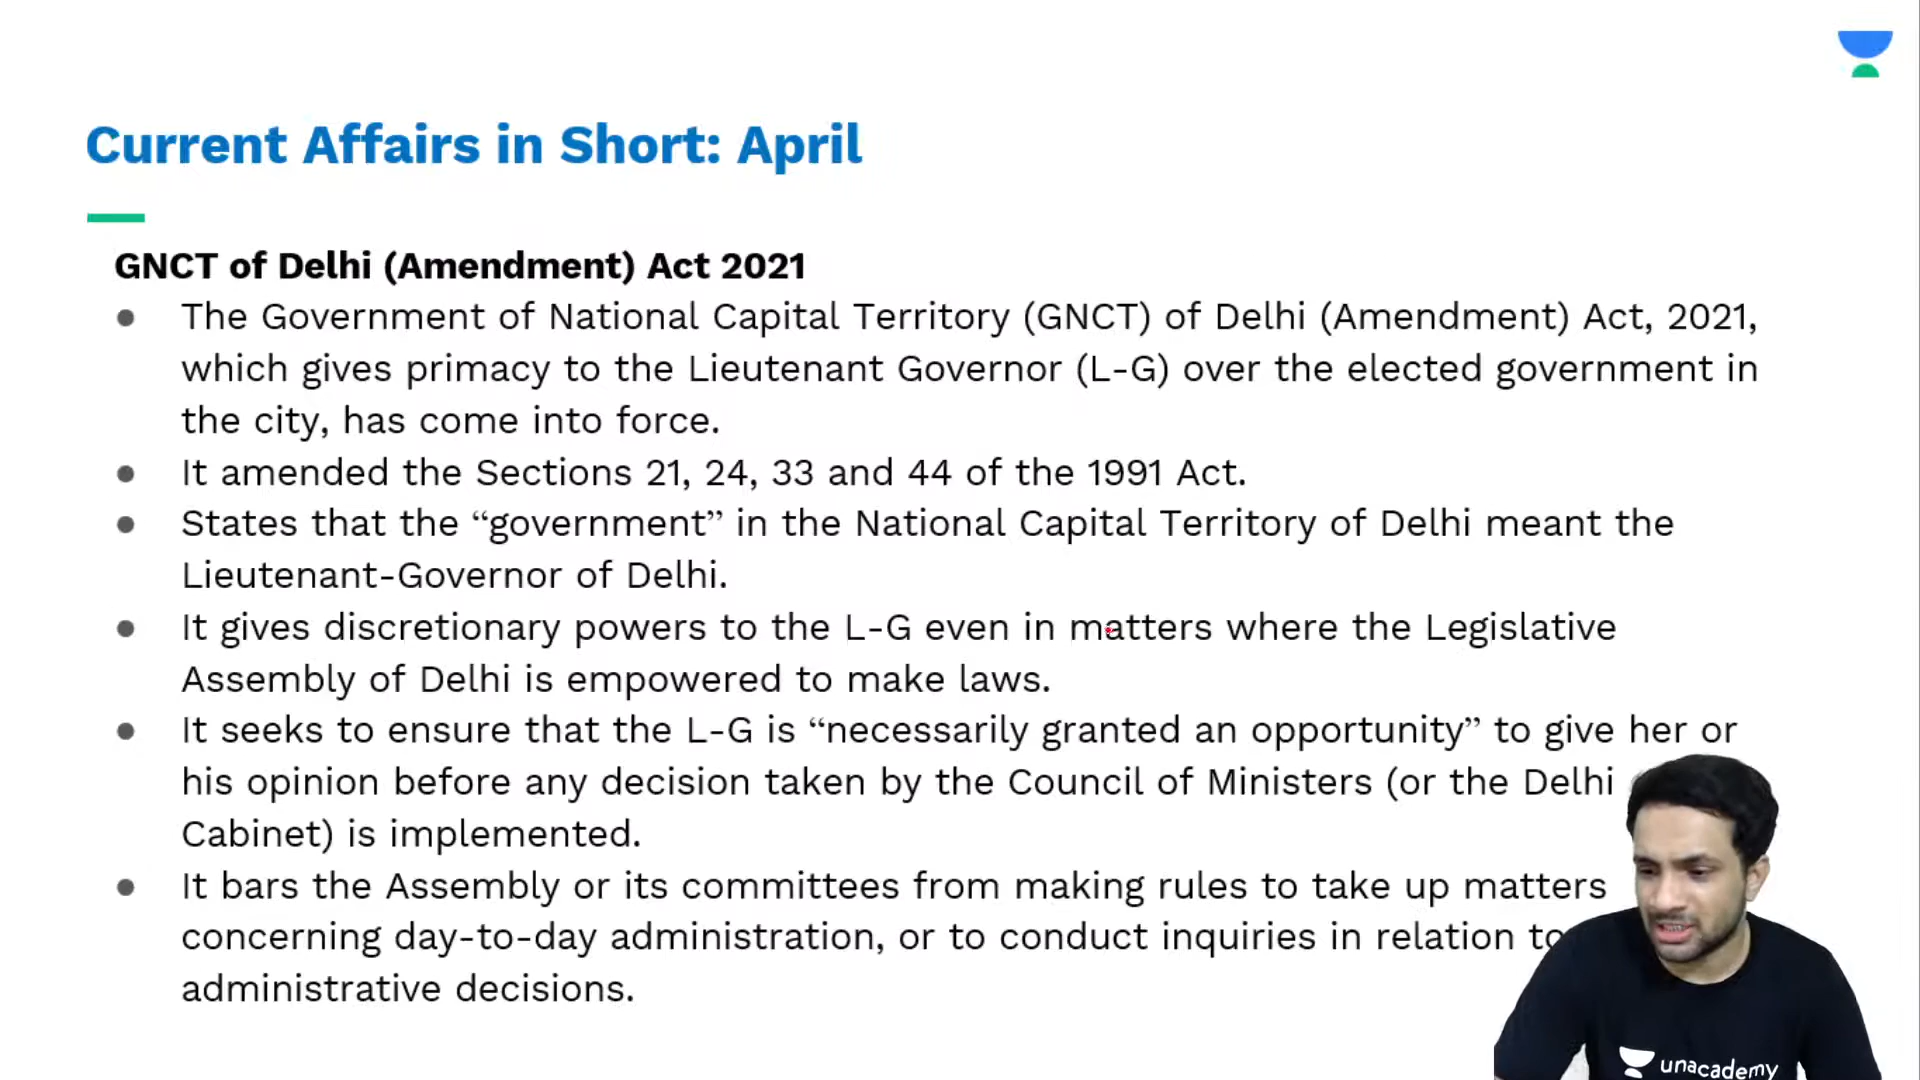 Current Affairs in Short: April
GNCT of Delhi (Amendment) Act 2021
● The Government of National Capital Territory (GNCT) of Delhi (Amendment) Act, 2021,
which gives primacy to the Lieutenant Governor (L-G) over the elected government in
the city, has come into force.
● It amended the Sections 21, 24, 33 and 44 of the 1991 Act.
● States that the “government” in the National Capital Territory of Delhi meant the
Lieutenant-Governor of Delhi.
● It gives discretionary powers to the L-G even in matters where the Legislative
Assembly of Delhi is empowered to make laws.
● It seeks to ensure that the L-G is “necessarily granted an opportunity” to give her or
his opinion before any decision taken by the Council of Ministers (or the Delhi
Cabinet) is implemented.
● It bars the Assembly or its committees from making rules to take up matters
concerning day-to-day administration, or to conduct inquiries in relation to
administrative decisions.
unacademy